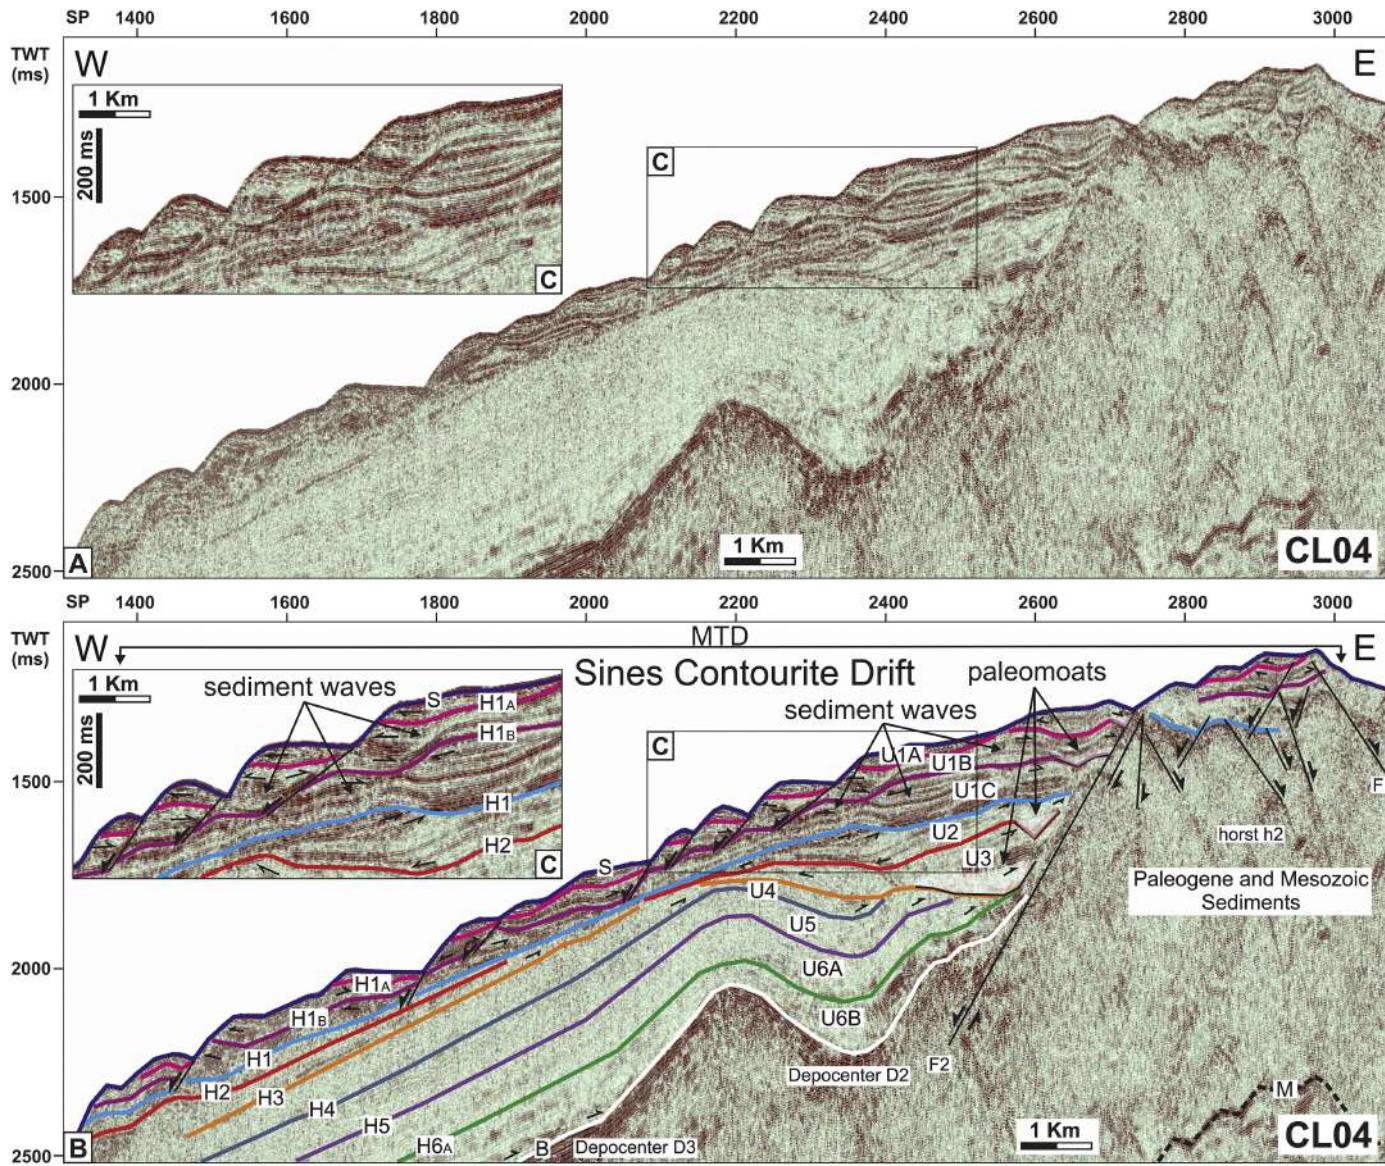 SP 1400 1600 1800 2000 2200 2400 2600 2800 3000
TWT
(ms)
W
E
1 Km
200 ms
C
C
1500
2000
2500
A
1 Km
CL04
SP 1400 1600 1800 2000 2200 2400 2600 2800 3000
TWT
(ms)
W
MTD
E
Sines Contourite Drift
paleomoats
1 Km
sediment waves
S
H1A
H1B
200 ms
H1
H2
C
sediment waves
C
U1A
U1B
U1C
U2
U3
1500
F
horst h2
Paleogene and Mesozoic
Sediments
S
U4
U5
U6A
U6B
2000
H1A
H1B
H1
H2
H3
H4
H5
H6A
B
Depocenter D2
Depocenter D3
F2
M
1 Km
2500
B
CL04